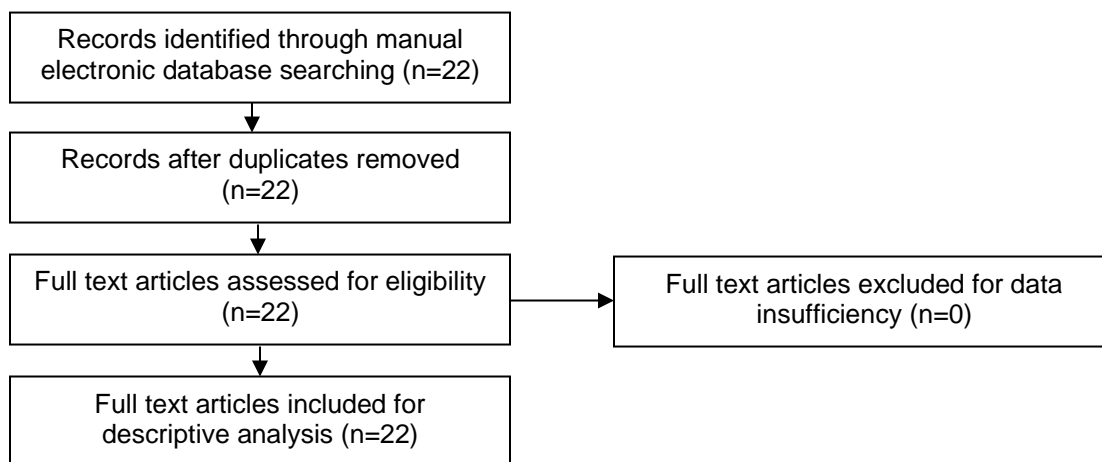 Records identified through manual
electronic database searching (n=22)
Records after duplicates removed
(n=22)
Full text articles assessed for eligibility
(n=22)
Full text articles excluded for data
insufficiency (n=0)
Full text articles included for
descriptive analysis (n=22)